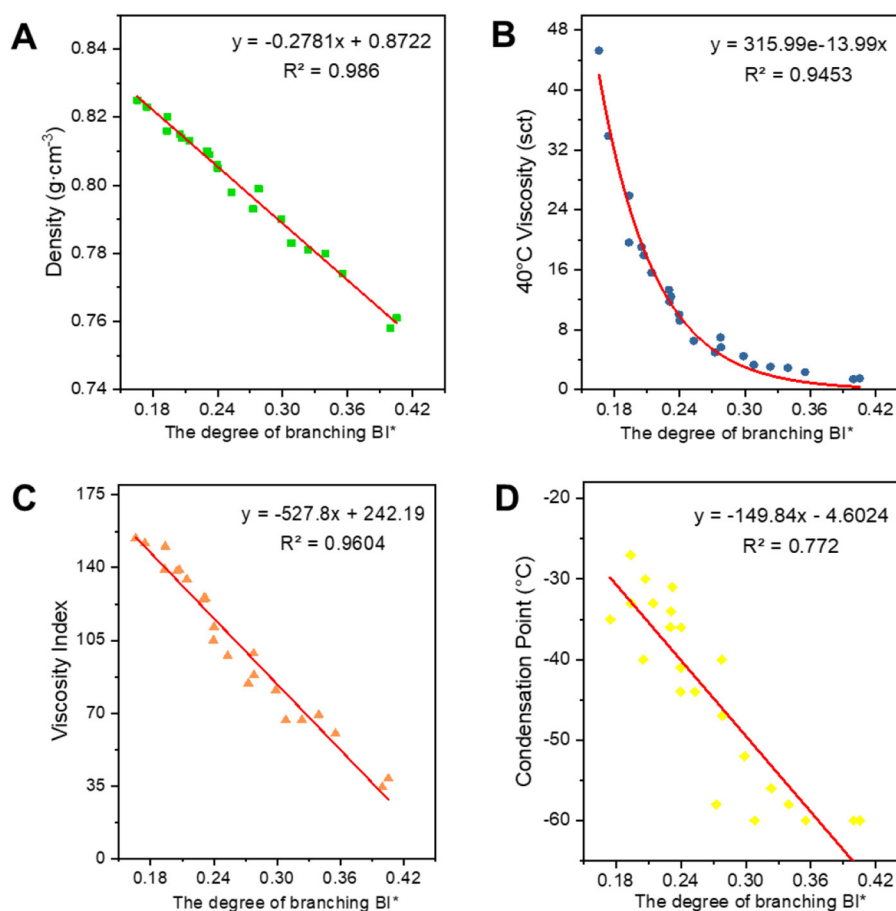 A
y = -0.2781x + 0.8722
R² = 0.986
Density (g·cm⁻³)
0.84
0.82
0.80
0.78
0.76
0.74
0.18 0.24 0.30 0.36 0.42
The degree of branching BI*
B
y = 315.99e-13.99x
R² = 0.9453
40°C Viscosity (sct)
48
40
32
24
16
8
0
0.18 0.24 0.30 0.36 0.42
The degree of branching BI*
C
y = -527.8x + 242.19
R² = 0.9604
Viscosity Index
175
140
105
70
35
0
0.18 0.24 0.30 0.36 0.42
The degree of branching BI*
D
y = -149.84x - 4.6024
R² = 0.772
Condensation Point (°C)
-20
-30
-40
-50
-60
0.18 0.24 0.30 0.36 0.42
The degree of branching BI*